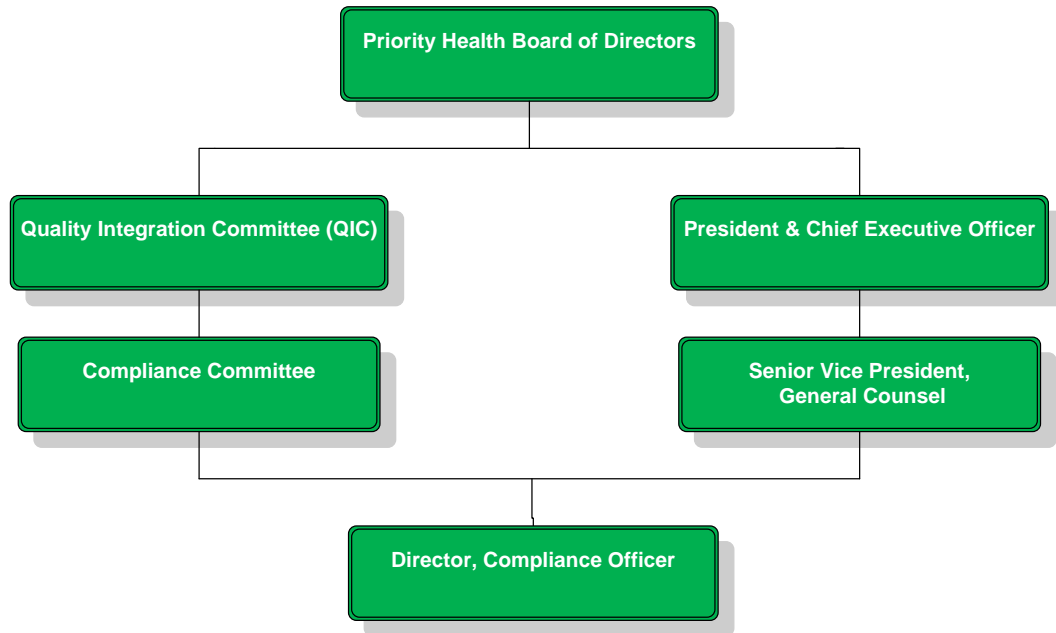 Priority Health Board of Directors
Quality Integration Committee (QIC)
President & Chief Executive Officer
Compliance Committee
Senior Vice President,
General Counsel
Director, Compliance Officer